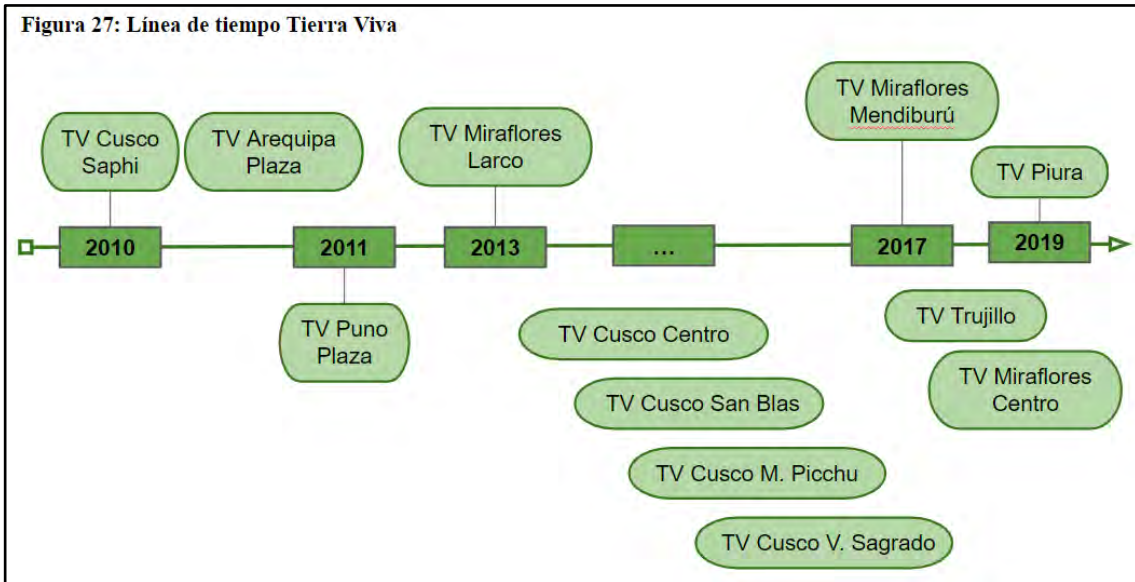 Figura 27: Línea de tiempo Tierra Viva
TV Cusco
Saphi
TV Arequipa
Plaza
TV Miraflores
Larco
TV Miraflores
Mendiburú
TV Piura
2010
2011
2013
...
2017
2019
TV Puno
Plaza
TV Cusco Centro
TV Cusco San Blas
TV Cusco M. Picchu
TV Cusco V. Sagrado
TV Trujillo
TV Miraflores
Centro